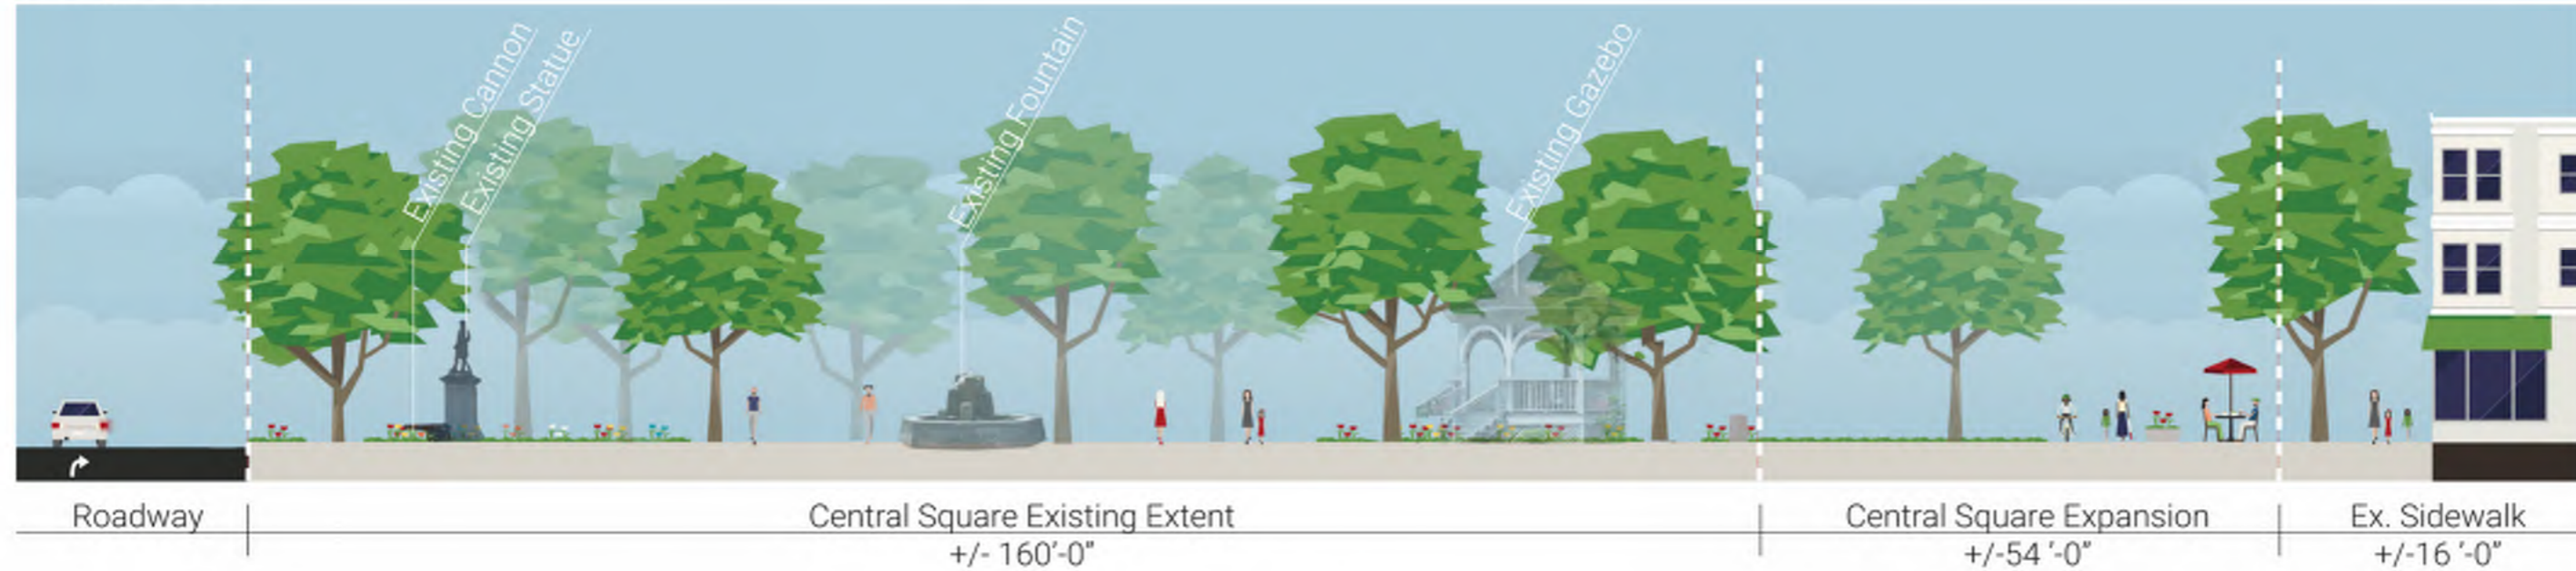 Existing Cannon
Existing Statue
Existing Fountain
Existing Gazebo
Roadway
Central Square Existing Extent
Central Square Expansion
Ex. Sidewalk
+/- 160'-0"
+/-54 '-0"
+/-16 '-0"